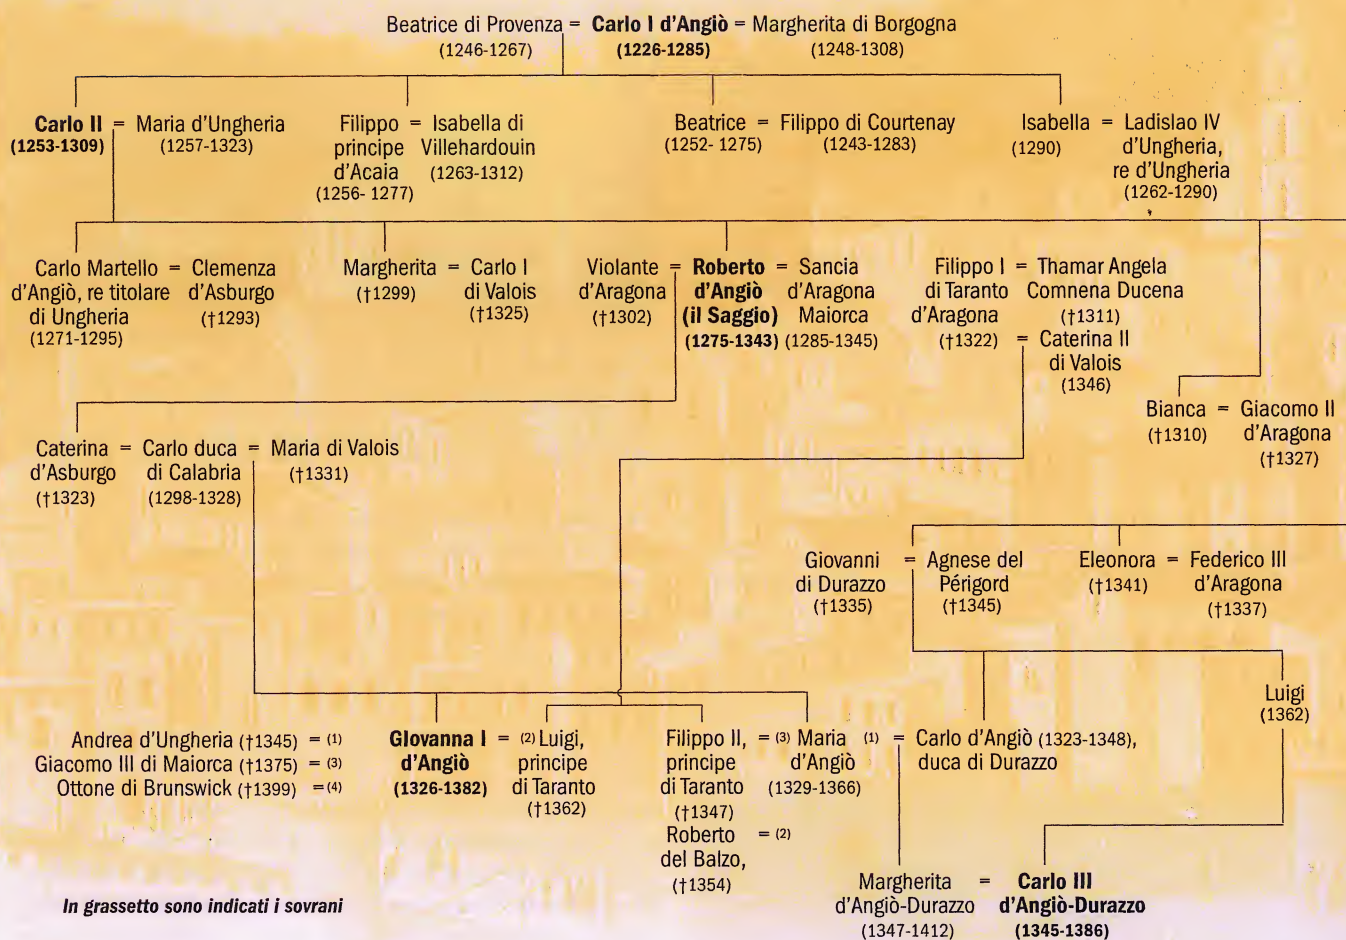 Beatrice di Provenza = Carlo I d'Angiò = Margherita di Borgogna
(1246-1267) (1226-1285) (1248-1308)
Carlo II = Maria d'Ungheria
(1253-1309) (1257-1323)
Filippo = Isabella di
principe Villehardouin
d'Acaia (1263-1312)
(1256- 1277)
Beatrice = Filippo di Courtenay
(1252- 1275) (1243-1283)
Isabella = Ladislao IV
(1290) d'Ungheria,
re d'Ungheria
(1262-1290)
Carlo Martello = Clemenza
d'Angiò, re titolare d'Asburgo
di Ungheria (†1293)
(1271-1295)
Margherita = Carlo I
(†1299) di Valois
(†1325)
Violante = Roberto = Sancia
d'Aragona d'Angiò d'Aragona
(†1302) (il Saggio) Maiorca
(1275-1343) (1285-1345)
Filippo I = Thamar Angela
di Taranto Comnena Ducena
d'Aragona (†1311)
(†1322) = Caterina II
di Valois
(1346)
Bianca = Giacomo II
(†1310) d'Aragona
(†1327)
Caterina = Carlo duca = Maria di Valois
d'Asburgo di Calabria (†1331)
(†1323) (1298-1328)
Giovanni = Agnese del
di Durazzo Périgord
(†1335) (†1345)
Eleonora = Federico III
(†1341) d'Aragona
(†1337)
Luigi
(1362)
Andrea d'Ungheria (†1345) = (1)
Giacomo III di Maiorca (†1375) = (3)
Ottone di Brunswick (†1399) =(4)
GIovanna I = (2) Luigi,
d'Angiò principe
(1326-1382) di Taranto
(†1362)
Filippo II, = (3) Maria (1) = Carlo d'Angiò (1323-1348),
principe d'Angiò duca di Durazzo
di Taranto (1329-1366)
(†1347)
Roberto = (2)
del Balzo,
(†1354)
Margherita = Carlo III
d'Angiò-Durazzo d'Angiò-Durazzo
(1347-1412) (1345-1386)
In grassetto sono indicati i sovrani